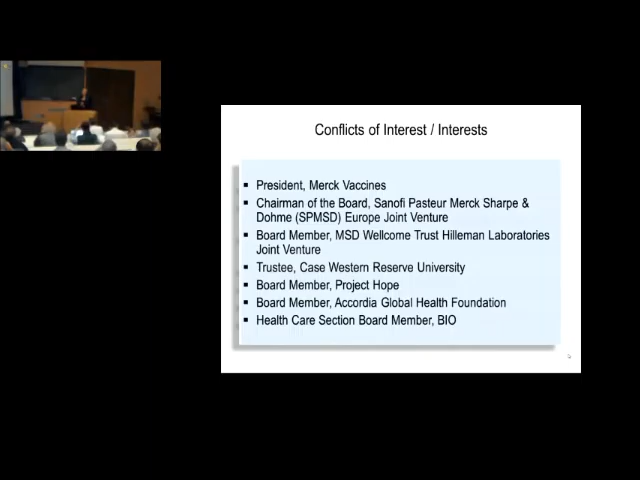 Conflicts of Interest / Interests
▪ President, Merck Vaccines
▪ Chairman of the Board, Sanofi Pasteur Merck Sharpe &
Dohme (SPMSD) Europe Joint Venture
▪ Board Member, MSD Wellcome Trust Hilleman Laboratories
Joint Venture
▪ Trustee, Case Western Reserve University
▪ Board Member, Project Hope
▪ Board Member, Accordia Global Health Foundation
▪ Health Care Section Board Member, BIO